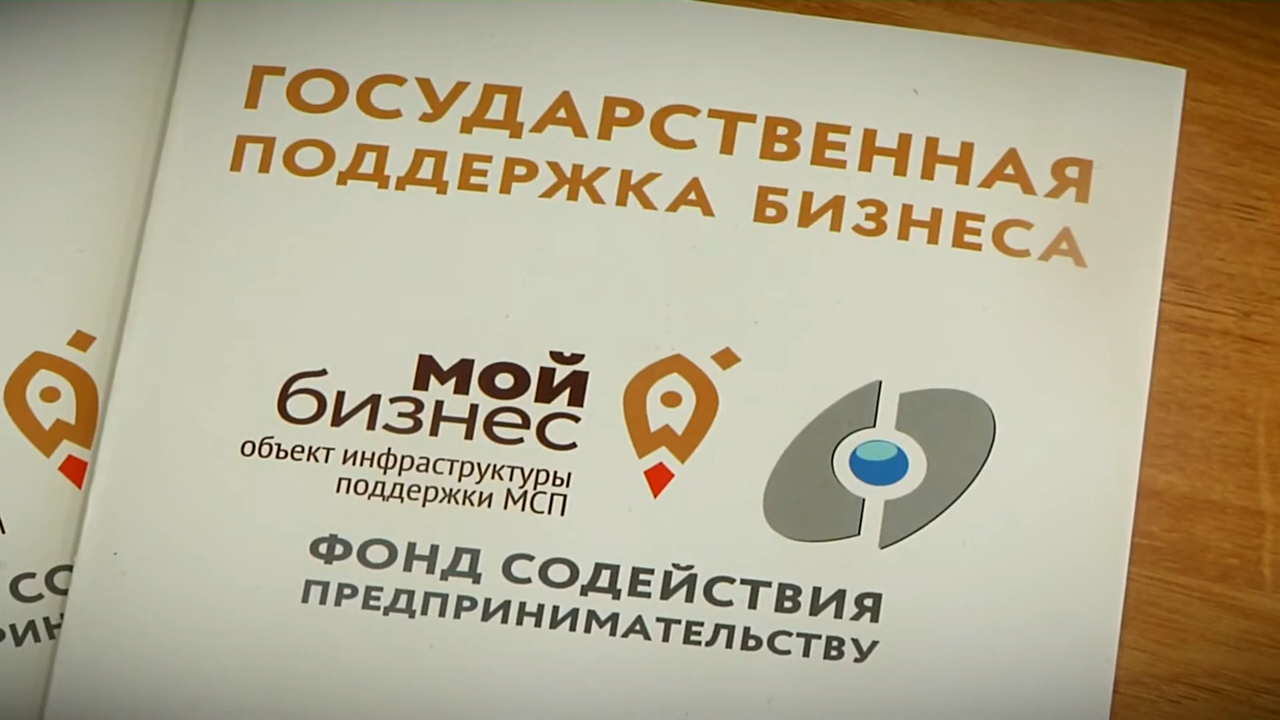 ГОСУДАРСТВЕННАЯ
ПОДДЕРЖКА БИЗНЕСА
мой
бизнес
объект инфраструктуры
поддержки МСП
ФОНД СОДЕЙСТВИЯ
ПРЕДПРИНИМАТЕЛЬСТВУ